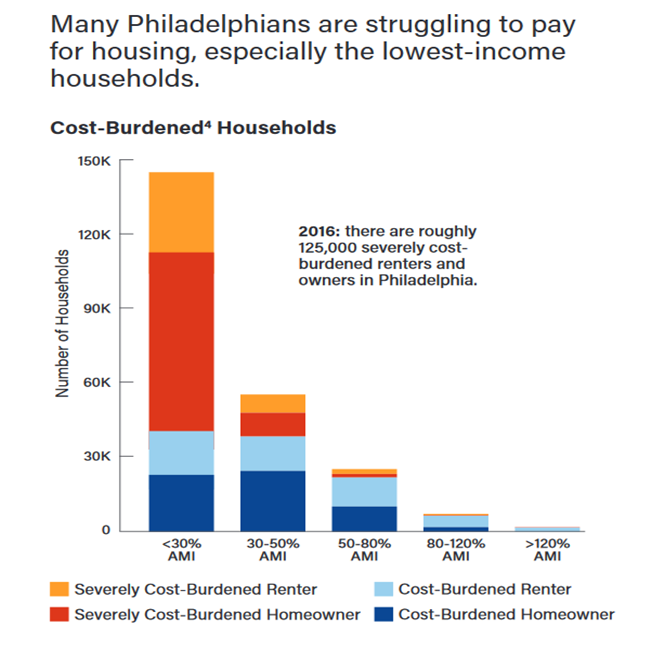 Many Philadelphians are struggling to pay
for housing, especially the lowest-income
households.
Cost-Burdened⁴ Households
150K
120K
90K
60K
30K
0
Number of Households
2016: there are roughly
125,000 severely cost-
burdened renters and
owners in Philadelphia.
<30% 30-50% 50-80% 80-120% >120%
AMI AMI AMI AMI AMI
Severely Cost-Burdened Renter Cost-Burdened Renter
Severely Cost-Burdened Homeowner Cost-Burdened Homeowner